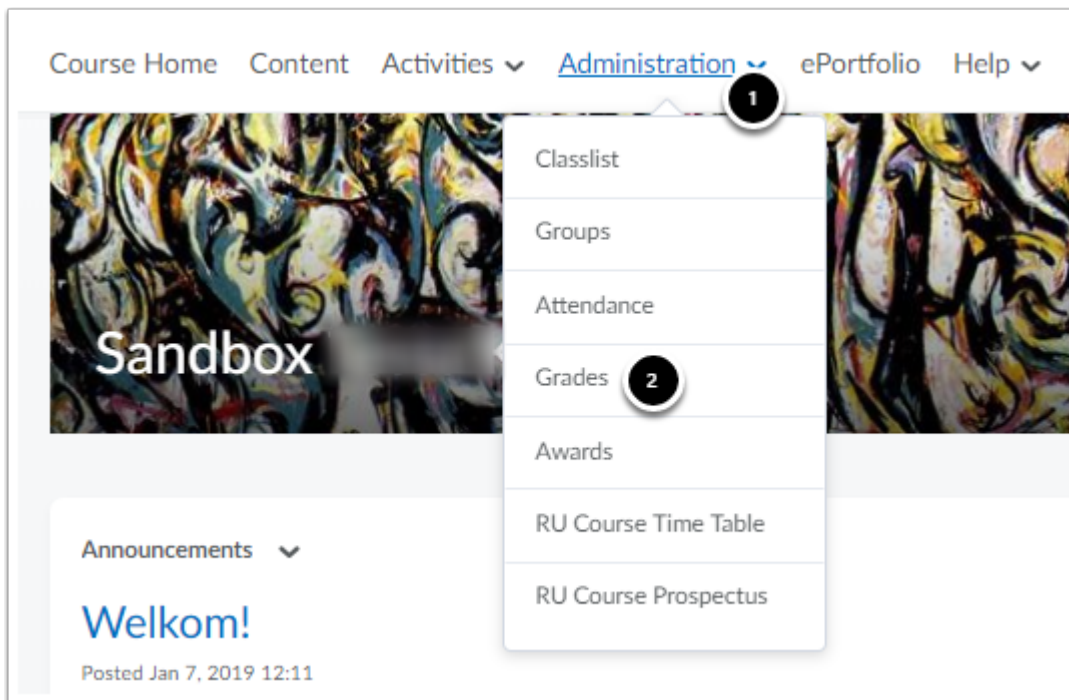 Course Home Content Activities Administration ePortfolio Help
1
Classlist
Groups
Attendance
Sandbox
Grades 2
Awards
RU Course Time Table
RU Course Prospectus
Announcements
Welkom!
Posted Jan 7, 2019 12:11